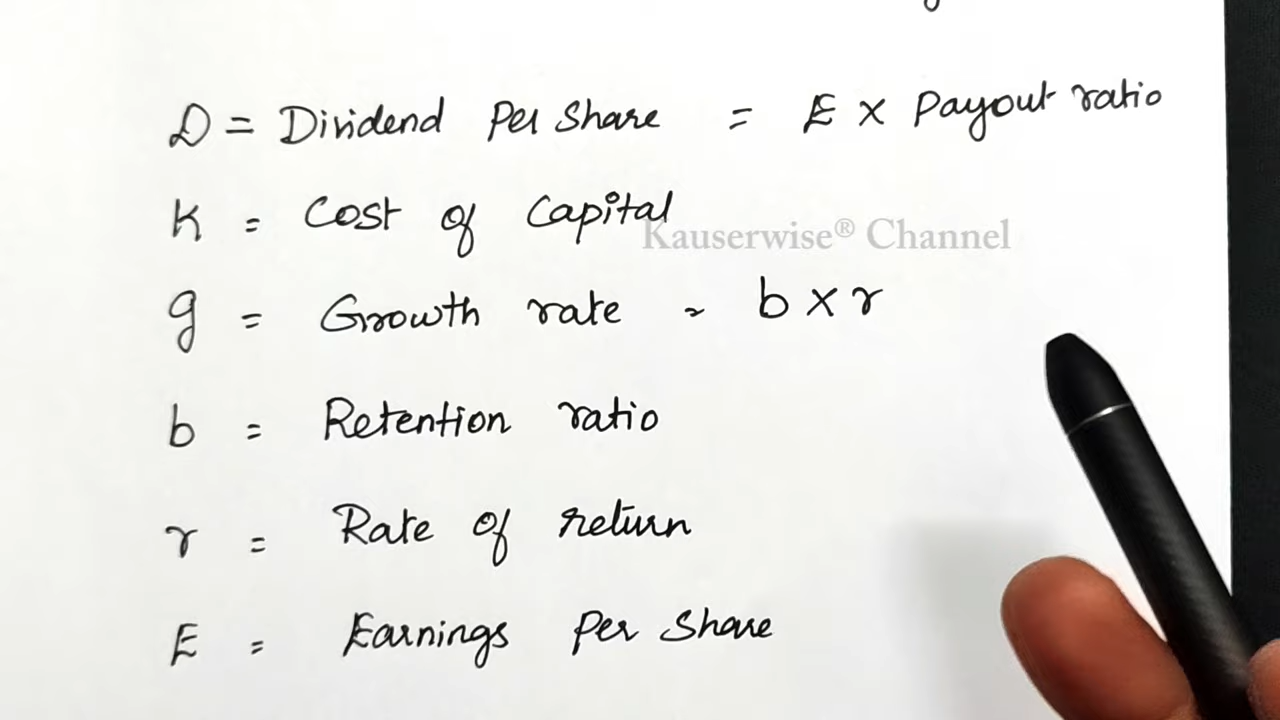 D = Dividend Per Share = E x Payout ratio
K = Cost of Capital
Kauserwise® Channel
g = Growth rate = b x r
b = Retention ratio
r = Rate of return
E = Earnings Per Share